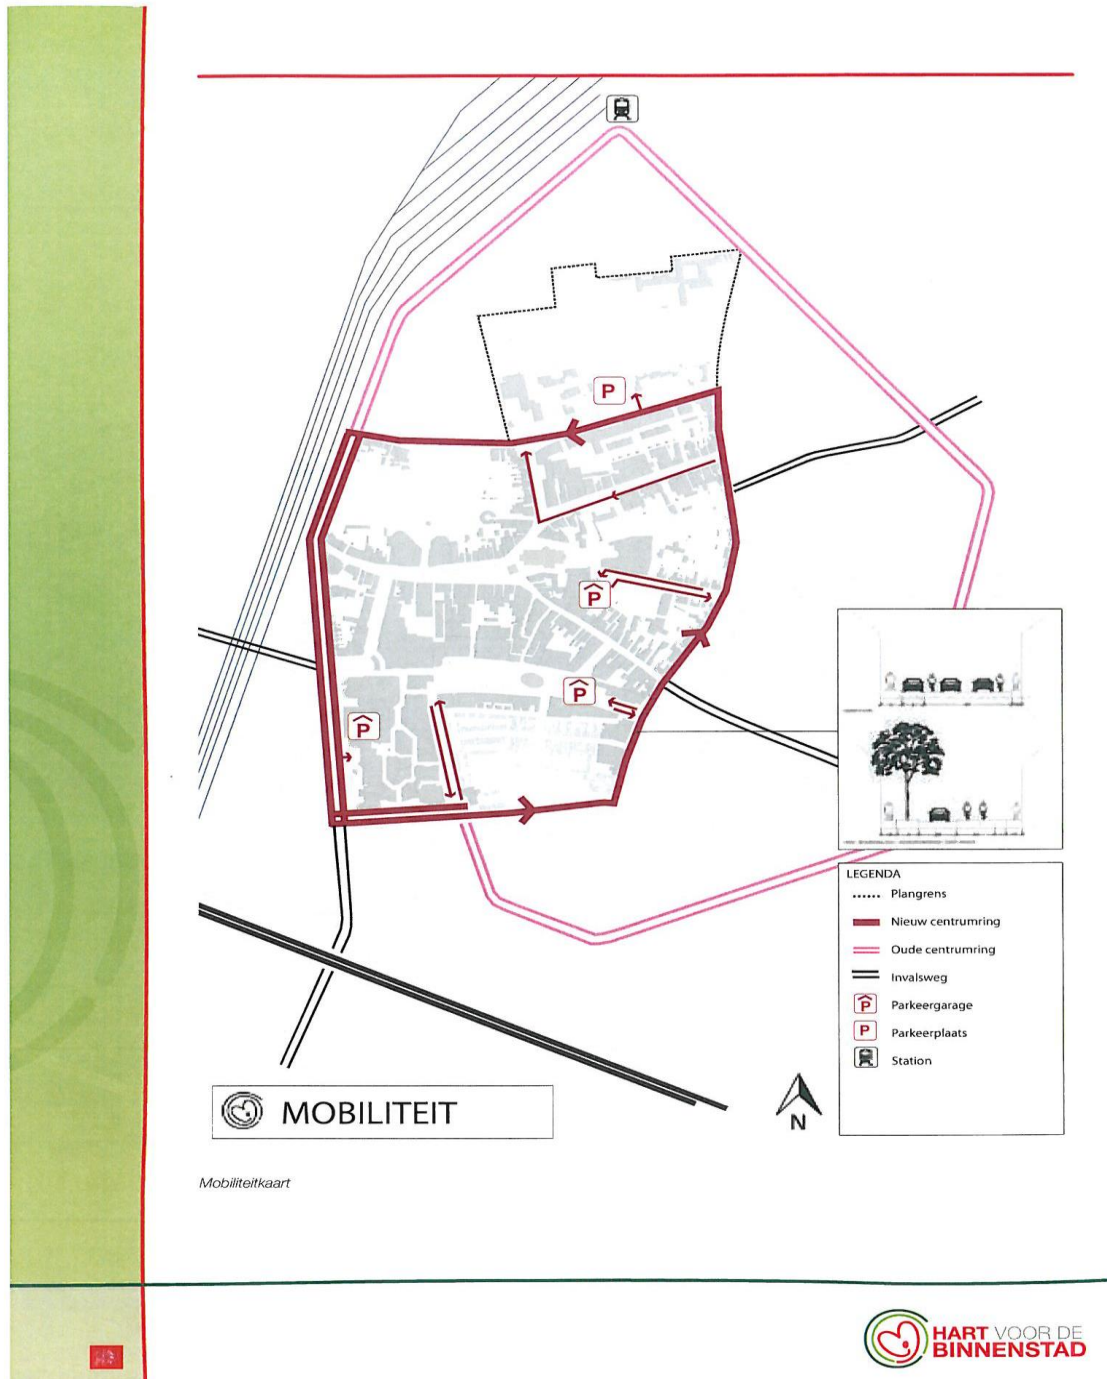 P
P
P
P
LEGENDA
Plangrens
Nieuw centrumring
Oude centrumring
Invalsweg
P Parkeergarage
P Parkeerplaats
Station
MOBILITEIT
N
Mobiliteitkaart
HART VOOR DE
BINNENSTAD